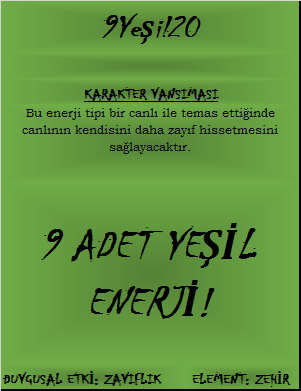 9Yeşil20
KARAKTER YANSIMASI
Bu enerji tipi bir canlı ile temas ettiğinde
canlının kendisini daha zayıf hissetmesini
sağlayacaktır.
9 ADET YEŞİL
ENERJİ!
DUYGUSAL ETKİ: ZAYIFLIK ELEMENT: ZEHİR